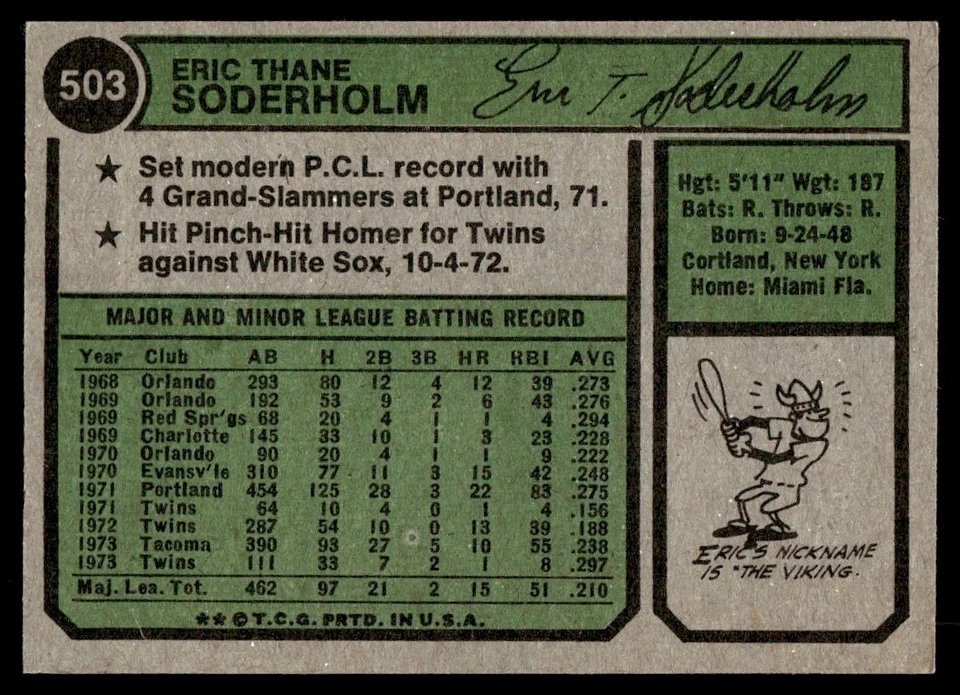 503
ERIC THANE
SODERHOLM
Eric T. Soderholm
★ Set modern P.C.L. record with
4 Grand-Slammers at Portland, 71.
★ Hit Pinch-Hit Homer for Twins
against White Sox, 10-4-72.
Hgt: 5'11" Wgt: 187
Bats: R. Throws: R.
Born: 9-24-48
Cortland, New York
Home: Miami Fla.
MAJOR AND MINOR LEAGUE BATTING RECORD
Year Club AB H 2B 3B HR RBI AVG
1968 Orlando 293 80 12 4 12 39 .273
1969 Orlando 192 53 9 2 6 43 .276
1969 Red Spr'gs 68 20 4 1 1 4 .294
1969 Charlotte 145 33 10 1 3 23 .228
1970 Orlando 90 20 4 1 1 9 .222
1970 Evansv'le 310 77 11 3 15 42 .248
1971 Portland 454 125 28 3 22 83 .275
1971 Twins 64 10 4 0 1 4 .156
1972 Twins 287 54 10 0 13 39 .188
1973 Tacoma 390 93 27 5 10 55 .238
1973 Twins 111 33 7 2 1 8 .297
Maj. Lea. Tot. 462 97 21 2 15 51 .210
★★©T.C.G. PRTD. IN U.S.A.
ERIC'S NICKNAME
IS "THE VIKING.